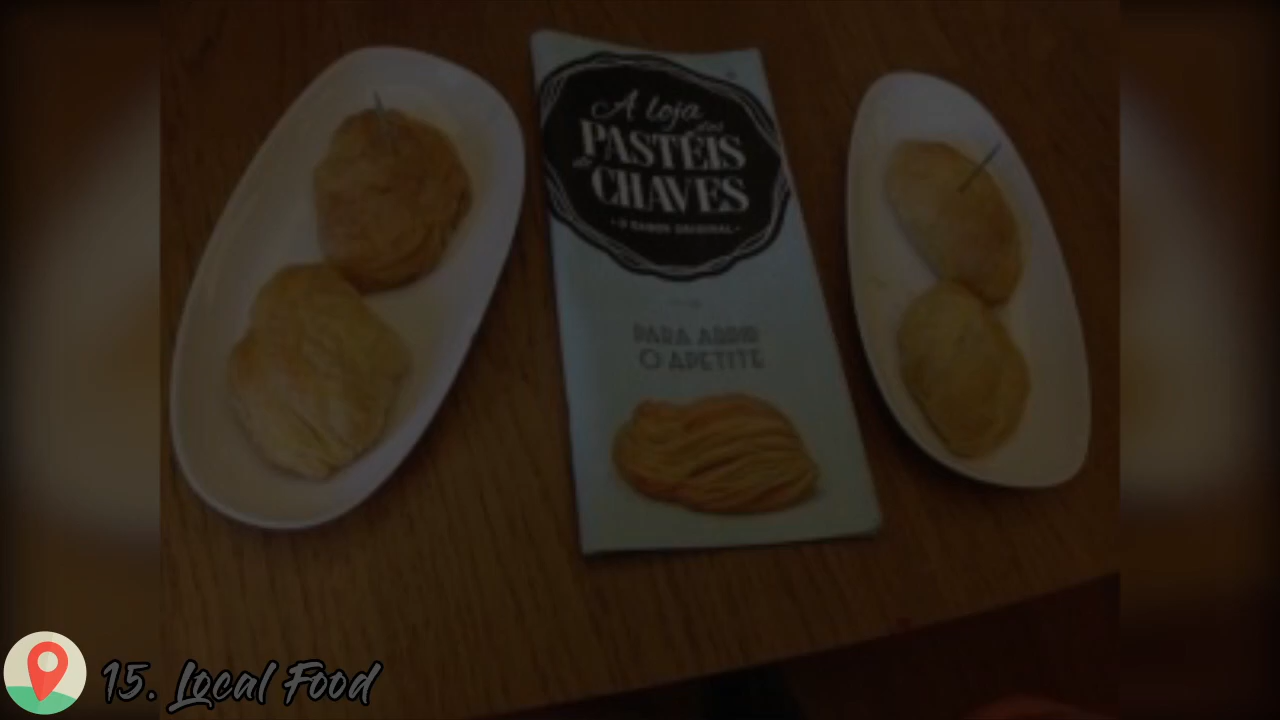 A loja dos
PASTÉIS
de CHAVES
• O SABOR ORIGINAL •
PARA ABRIR
O APETITE
15. Local Food